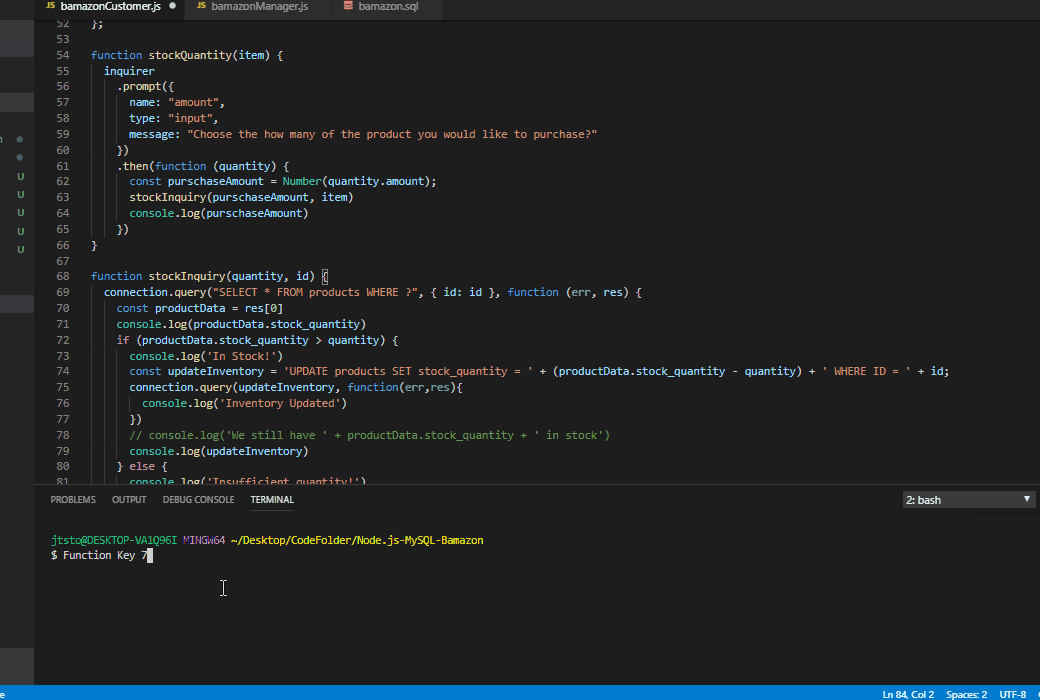 JS bamazonCustomer.js ● JS bamazonManager.js bamazon.sql
52 };
53
54 function stockQuantity(item) {
55 inquirer
56 .prompt({
57 name: "amount",
58 type: "input",
59 message: "Choose the how many of the product you would like to purchase?"
60 })
61 .then(function (quantity) {
62 const purschaseAmount = Number(quantity.amount);
63 stockInquiry(purschaseAmount, item)
64 console.log(purschaseAmount)
65 })
66 }
67
68 function stockInquiry(quantity, id) {
69 connection.query("SELECT * FROM products WHERE ?", { id: id }, function (err, res) {
70 const productData = res[0]
71 console.log(productData.stock_quantity)
72 if (productData.stock_quantity > quantity) {
73 console.log('In Stock!')
74 const updateInventory = 'UPDATE products SET stock_quantity = ' + (productData.stock_quantity - quantity) + ' WHERE ID = ' + id;
75 connection.query(updateInventory, function(err,res){
76 console.log('Inventory Updated')
77 })
78 // console.log('We still have ' + productData.stock_quantity + ' in stock')
79 console.log(updateInventory)
80 } else {
81 console.log('Insufficient quantity!')
U
U
U
U
U
PROBLEMS OUTPUT DEBUG CONSOLE TERMINAL 2: bash
jtsto@DESKTOP-VA1Q96I MINGW64 ~/Desktop/CodeFolder/Node.js-MySQL-Bamazon
$ Function Key 7
Ln 84, Col 2 Spaces: 2 UTF-8